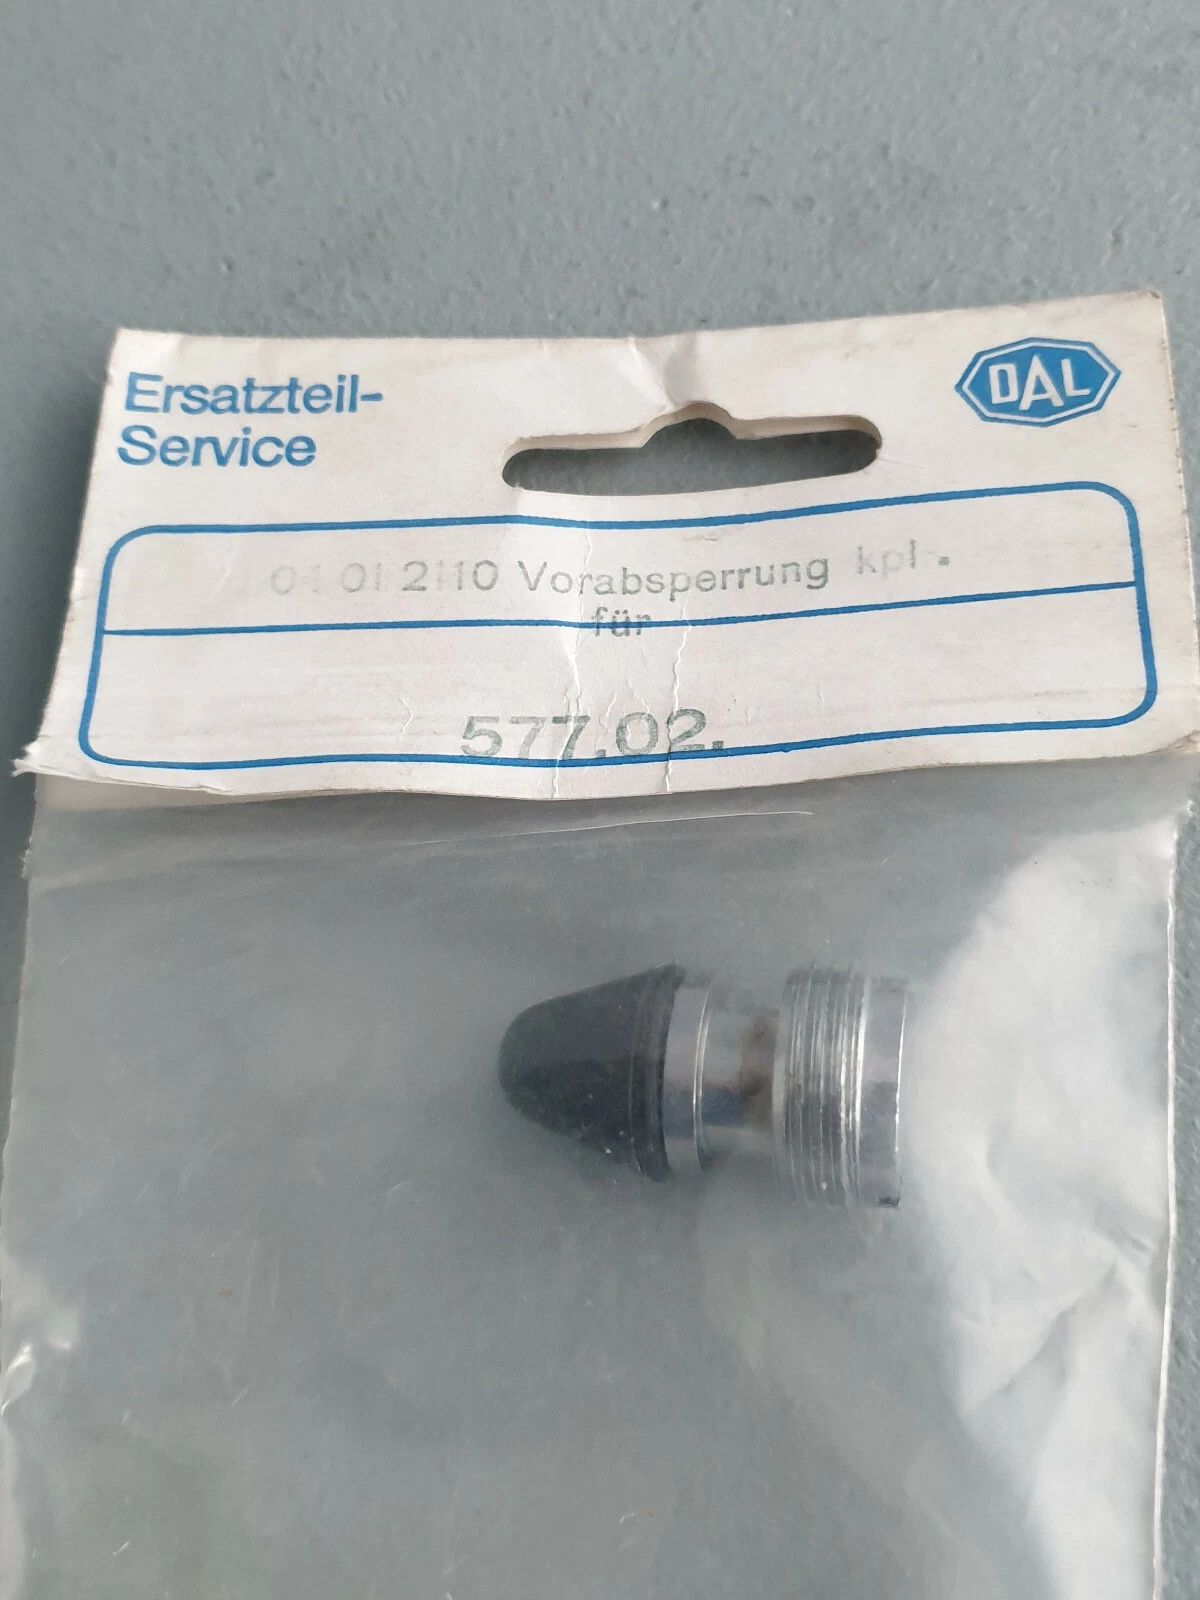 Ersatzteil-
Service
DAL
04 01 2110 Vorabsperrung kpl.
für
577.02.